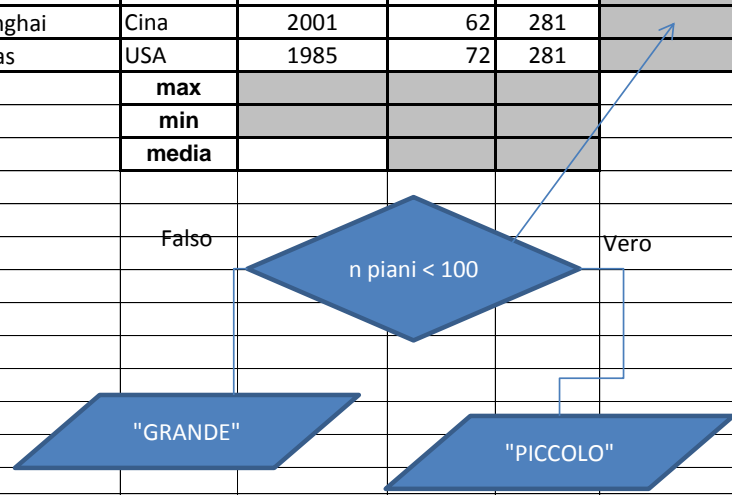 nghai Cina 2001 62 281
as USA 1985 72 281
max
min
media
Falso
Vero
n piani < 100
"GRANDE"
"PICCOLO"